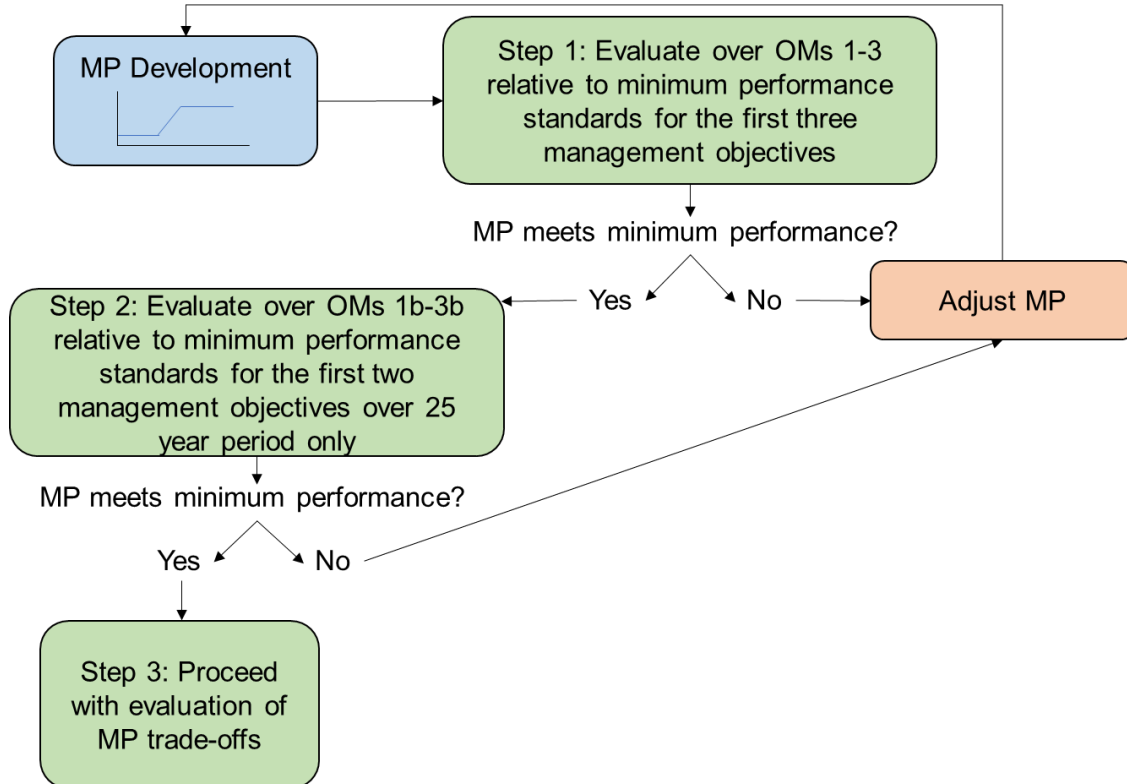 MP Development
Step 1: Evaluate over OMs 1-3
relative to minimum performance
standards for the first three
management objectives
MP meets minimum performance?
Yes
No
Adjust MP
Step 2: Evaluate over OMs 1b-3b
relative to minimum performance
standards for the first two
management objectives over 25
year period only
MP meets minimum performance?
Yes
No
Step 3: Proceed
with evaluation of
MP trade-offs